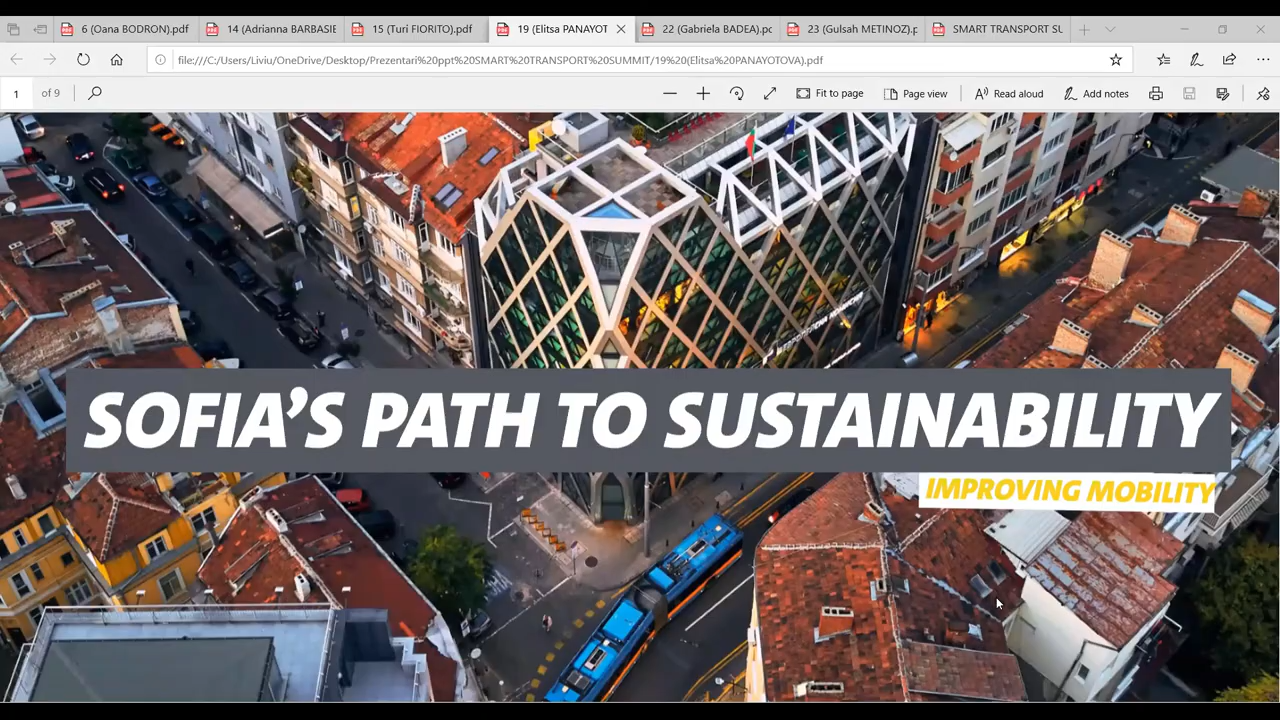 6 (Oana BODRON).pdf
14 (Adrianna BARBASIE
15 (Turi FIORITO).pdf
19 (Elitsa PANAYOT
22 (Gabriela BADEA).pc
23 (Gulsah METINOZ).p
SMART TRANSPORT SU
file:///C:/Users/Liviu/OneDrive/Desktop/Prezentari%20ppt%20SMART%20TRANSPORT%20SUMMIT/19%20(Elitsa%20PANAYOTOVA).pdf
1 of 9
Fit to page
Page view
Read aloud
Add notes
SOFIA'S PATH TO SUSTAINABILITY
IMPROVING MOBILITY